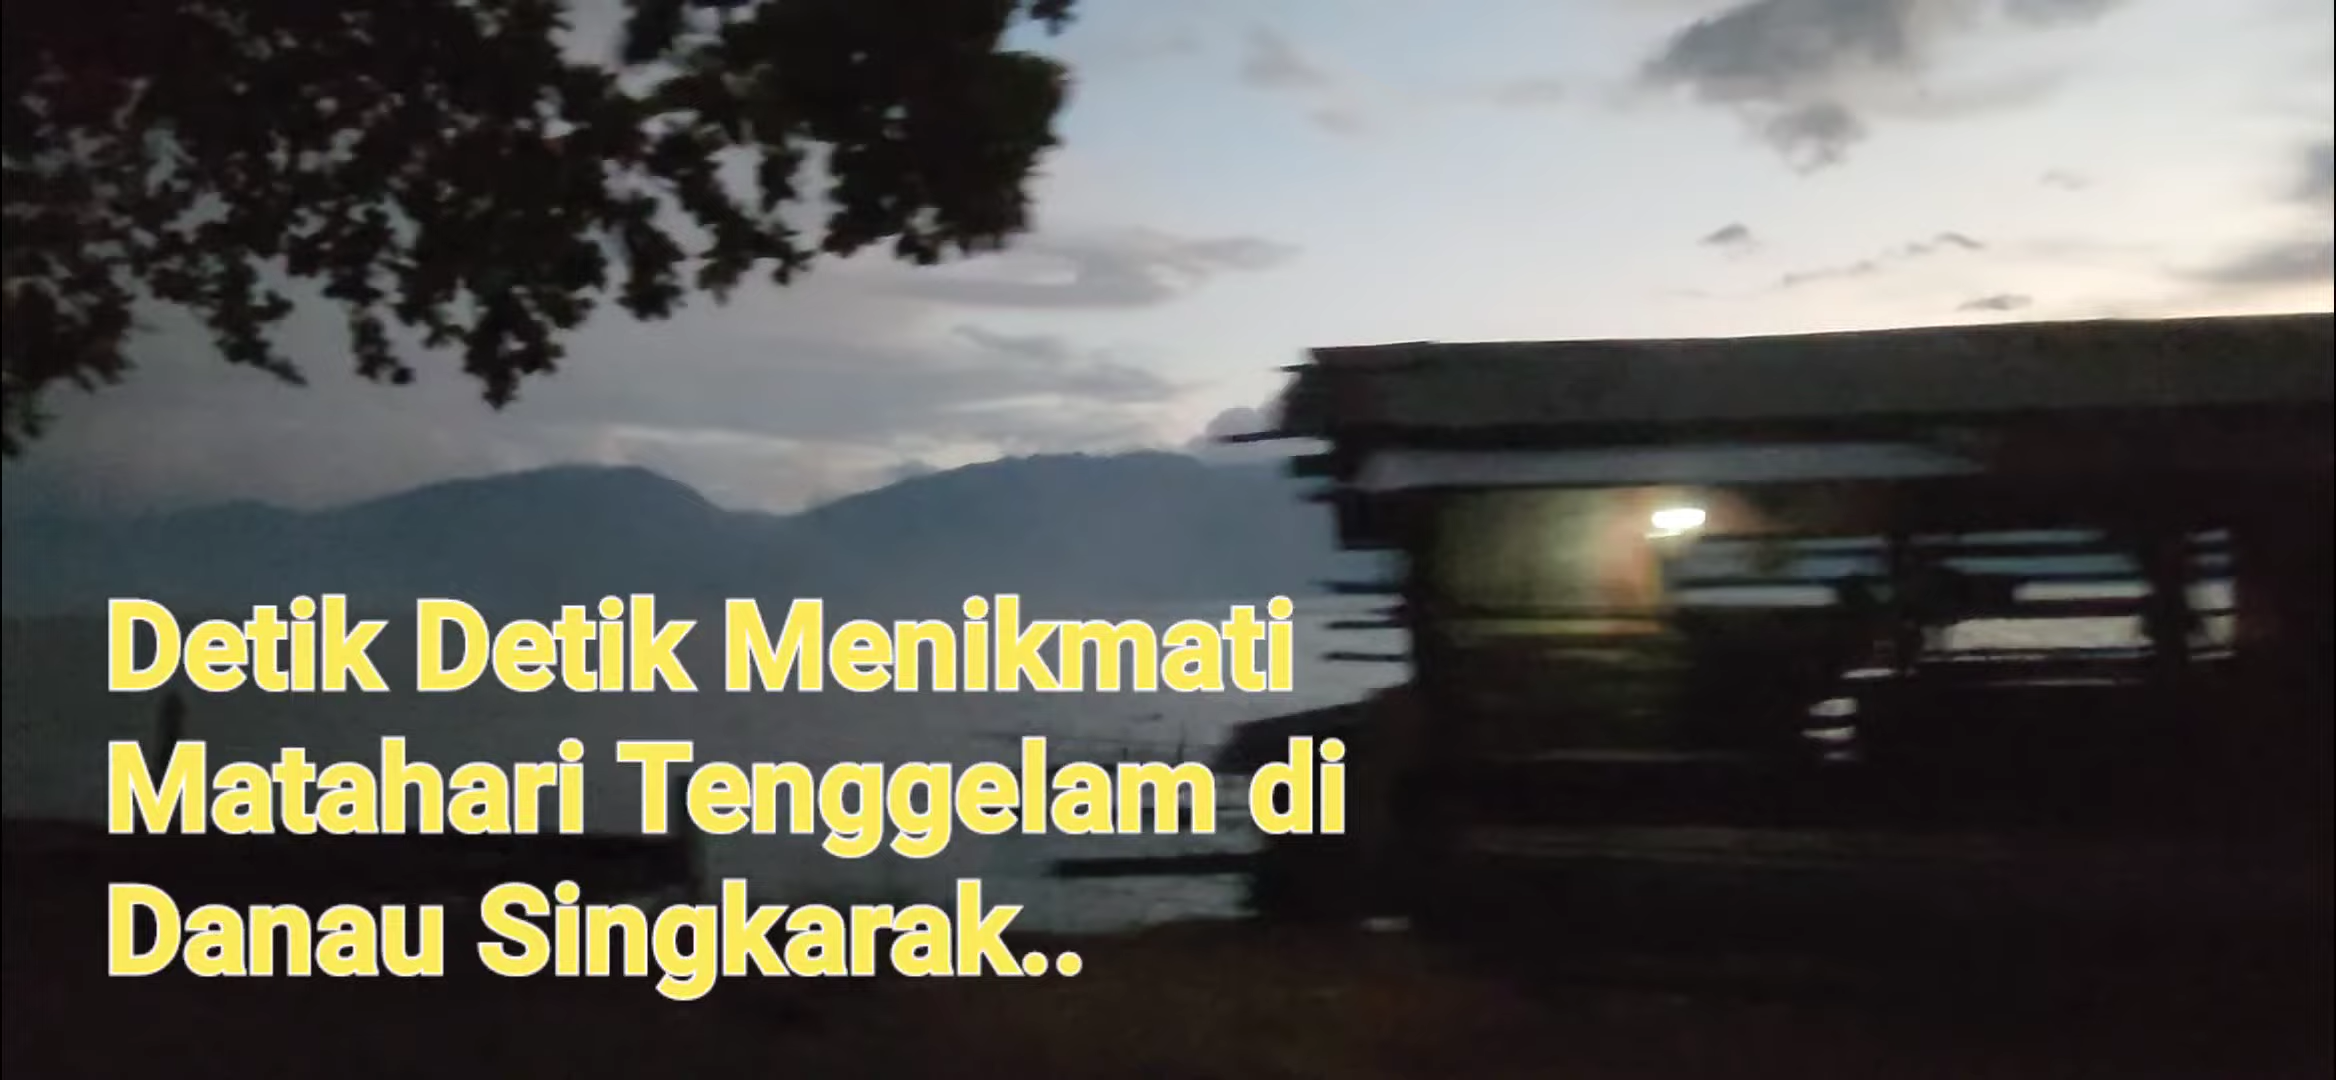 Detik Detik Menikmati
Matahari Tenggelam di
Danau Singkarak..